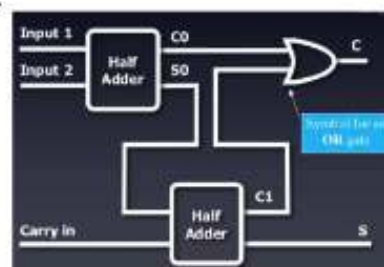 Input 1
C0
C
Input 2
Half
Adder
S0
Symbol for an
OR gate
C1
Half
Adder
Carry in
S